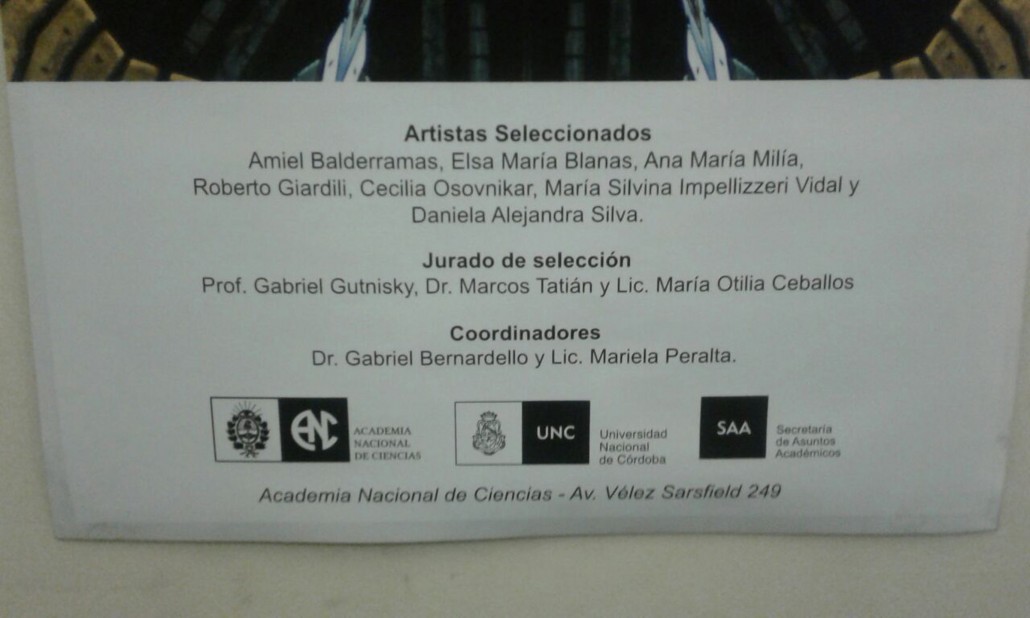 Artistas Seleccionados
Amiel Balderramas, Elsa María Blanas, Ana María Milía,
Roberto Giardili, Cecilia Osovnikar, María Silvina Impellizzeri Vidal y
Daniela Alejandra Silva.
Jurado de selección
Prof. Gabriel Gutnisky, Dr. Marcos Tatián y Lic. María Otilia Ceballos
Coordinadores
Dr. Gabriel Bernardello y Lic. Mariela Peralta.
ANC
ACADEMIA
NACIONAL
DE CIENCIAS
UNC
Universidad
Nacional
de Córdoba
SAA
Secretaría
de Asuntos
Académicos
Academia Nacional de Ciencias - Av. Vélez Sarsfield 249